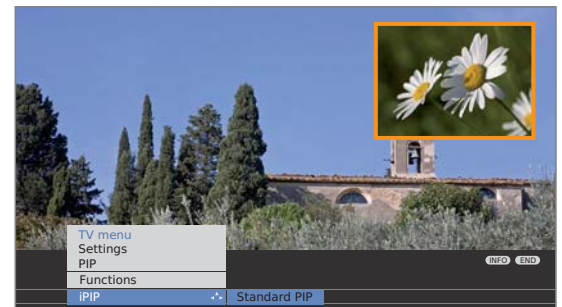 TV menu
Settings
PIP
INFO END
Functions
iPIP Standard PIP